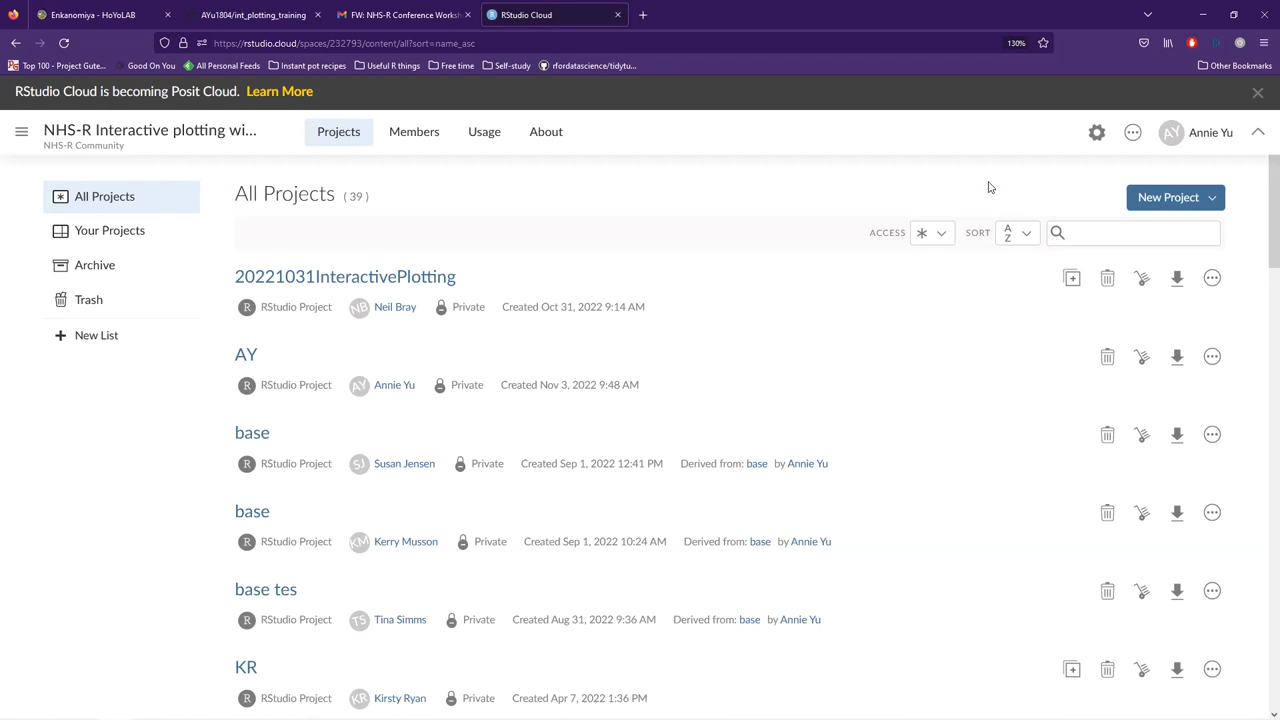 Enkanomiya - HoYoLAB
AYu1804/int_plotting_training
FW: NHS-R Conference Worksh
RStudio Cloud
https://rstudio.cloud/spaces/232793/content/all?sort=name_asc
130%
Top 100 - Project Gute...
Good On You
All Personal Feeds
Instant pot recipes
Useful R things
Free time
Self-study
rfordatascience/tidytu...
Other Bookmarks
RStudio Cloud is becoming Posit Cloud. Learn More
NHS-R Interactive plotting wi...
NHS-R Community
Projects
Members
Usage
About
AY Annie Yu
All Projects
Your Projects
Archive
Trash
New List
All Projects (39)
New Project
ACCESS
SORT
A
Z
20221031InteractivePlotting
R RStudio Project NB Neil Bray Private Created Oct 31, 2022 9:14 AM
AY
R RStudio Project AY Annie Yu Private Created Nov 3, 2022 9:48 AM
base
R RStudio Project SJ Susan Jensen Private Created Sep 1, 2022 12:41 PM Derived from: base by Annie Yu
base
R RStudio Project KM Kerry Musson Private Created Sep 1, 2022 10:24 AM Derived from: base by Annie Yu
base tes
R RStudio Project TS Tina Simms Private Created Aug 31, 2022 9:36 AM Derived from: base by Annie Yu
KR
R RStudio Project KR Kirsty Ryan Private Created Apr 7, 2022 1:36 PM